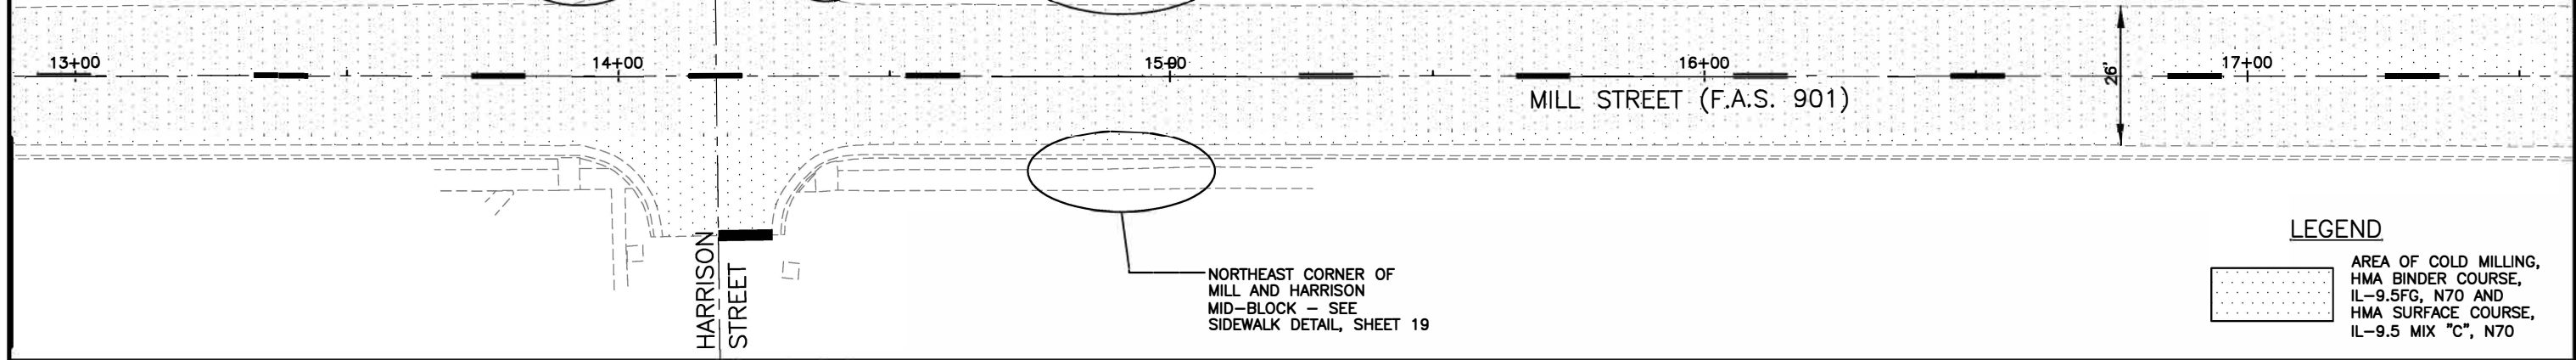 13+00
14+00
15+00
16+00
17+00
26'
MILL STREET (F.A.S. 901)
HARRISON
STREET
NORTHEAST CORNER OF
MILL AND HARRISON
MID-BLOCK - SEE
SIDEWALK DETAIL, SHEET 19
LEGEND
AREA OF COLD MILLING,
HMA BINDER COURSE,
IL-9.5FG, N70 AND
HMA SURFACE COURSE,
IL-9.5 MIX "C", N70